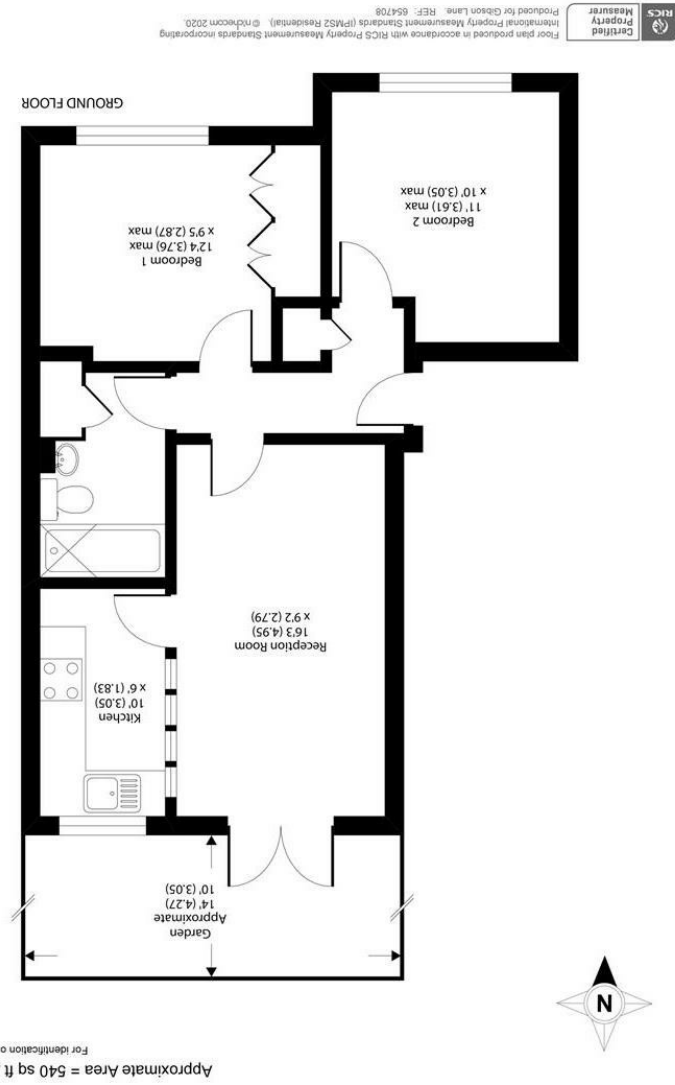 Approximate Area = 540 sq ft
For identification o
N
Garden
Approximate
14' (4.27)
10' (3.05)
Kitchen
10' (3.05)
x 6' (1.83)
Reception Room
16'3 (4.95)
x 9'2 (2.79)
Bedroom 1
12'4 (3.76) max
x 9'5 (2.87) max
Bedroom 2
11' (3.61) max
x 10' (3.05) max
GROUND FLOOR
RICS
Certified
Property
Measurer
Floor plan produced in accordance with RICS Property Measurement Standards incorporating
International Property Measurement Standards (IPMS2 Residential). © nichecom 2020.
Produced for Gibson Lane. REF: 654708